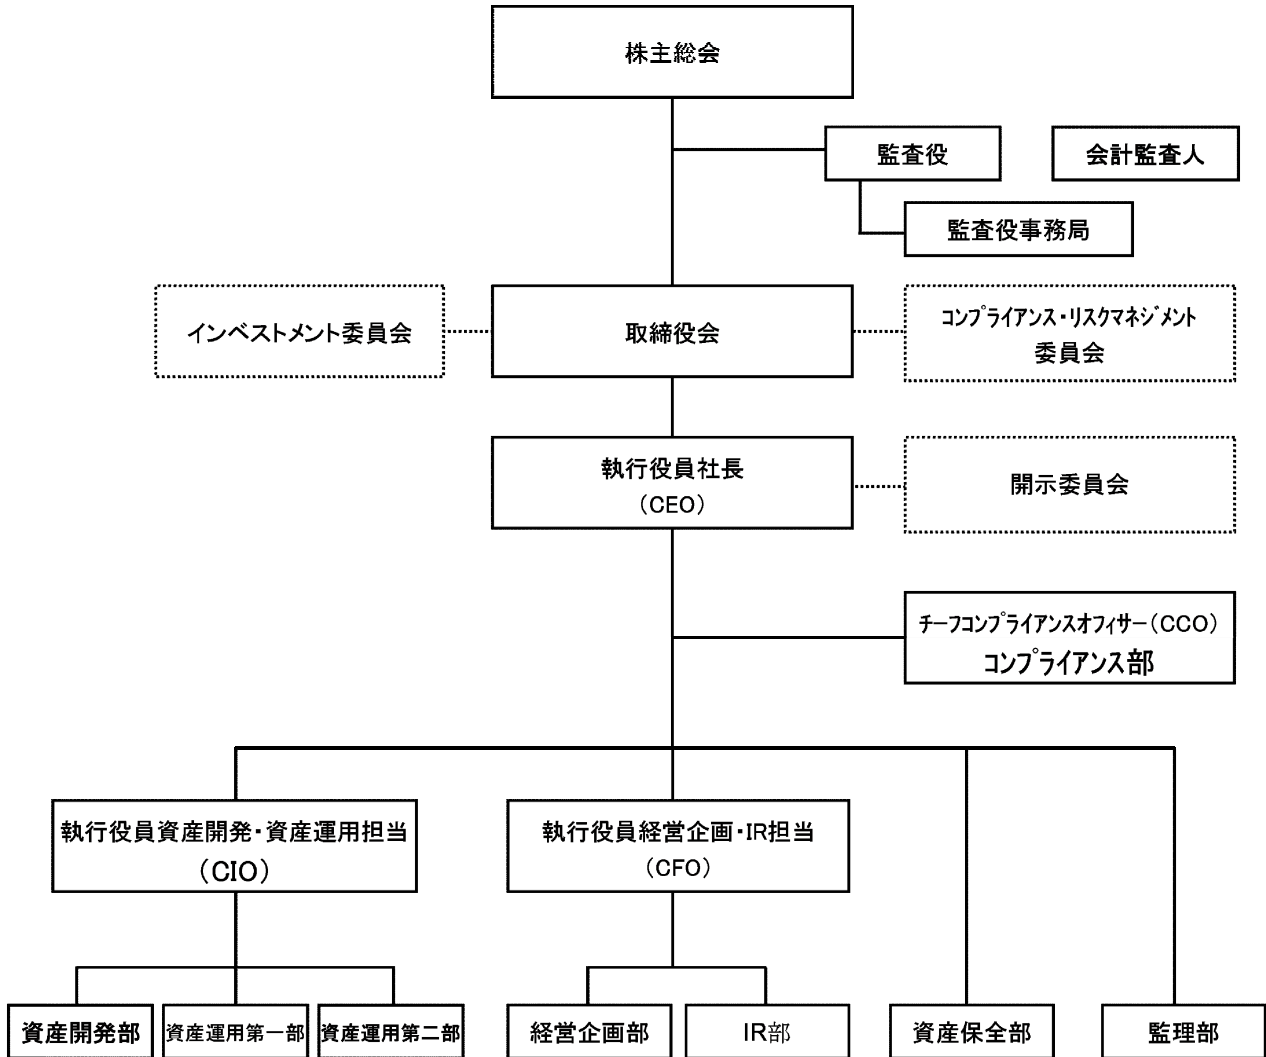 株主総会
監査役
会計監査人
監査役事務局
インベストメント委員会
取締役会
コンプライアンス・リスクマネジメント
委員会
執行役員社長
（CEO）
開示委員会
チーフコンプライアンスオフィサー（CCO）
コンプライアンス部
執行役員資産開発・資産運用担当
（CIO）
執行役員経営企画・IR担当
（CFO）
資産開発部
資産運用第一部
資産運用第二部
経営企画部
IR部
資産保全部
監理部